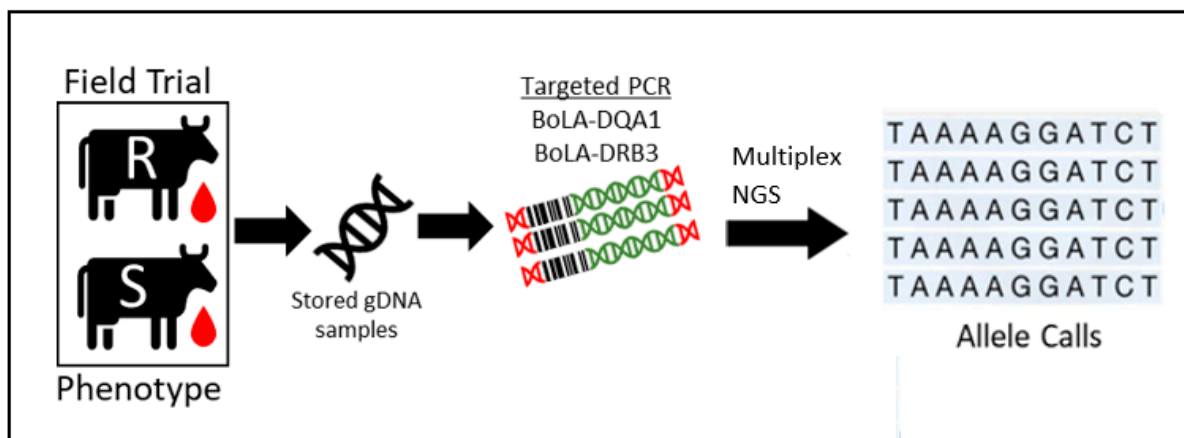 Field Trial
R
S
Phenotype
Stored gDNA
samples
Targeted PCR
BoLA-DQA1
BoLA-DRB3
Multiplex
NGS
TAAAAGGATCT
TAAAAGGATCT
TAAAAGGATCT
TAAAAGGATCT
TAAAAGGATCT
Allele Calls